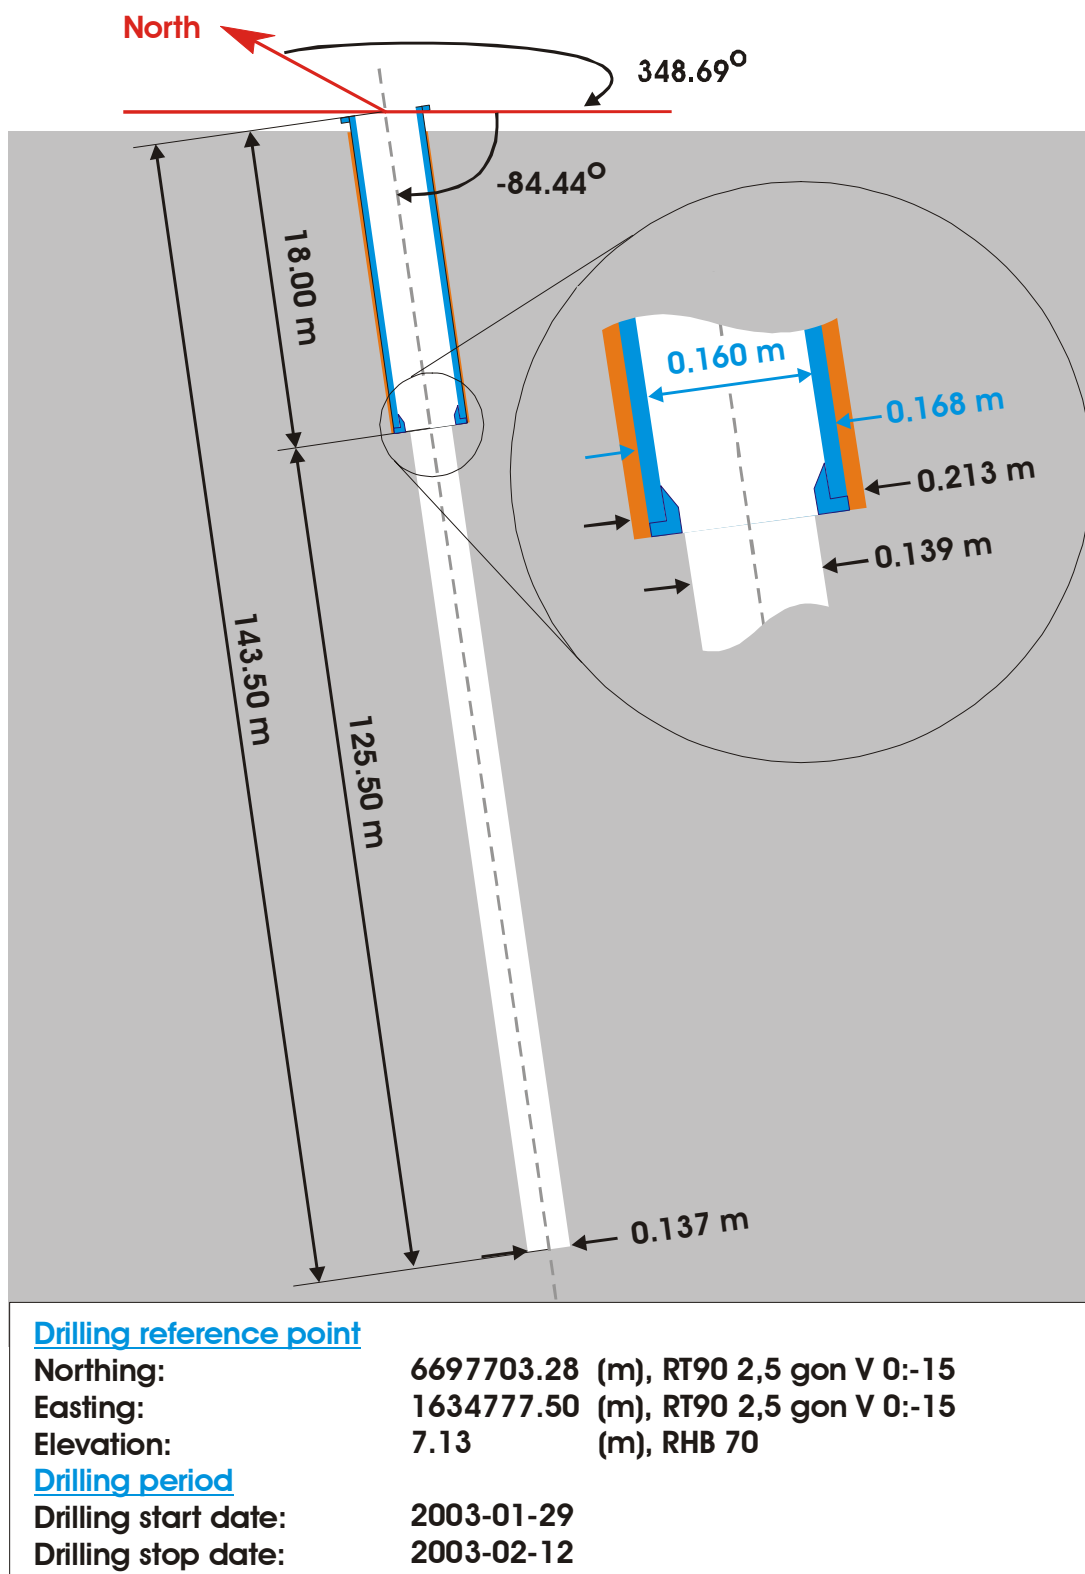 North
348.69°
-84.44°
18.00 m
0.160 m
0.168 m
0.213 m
0.139 m
143.50 m
125.50 m
0.137 m
Drilling reference point
Northing: 6697703.28 (m), RT90 2,5 gon V 0:-15
Easting: 1634777.50 (m), RT90 2,5 gon V 0:-15
Elevation: 7.13 (m), RHB 70
Drilling period
Drilling start date: 2003-01-29
Drilling stop date: 2003-02-12